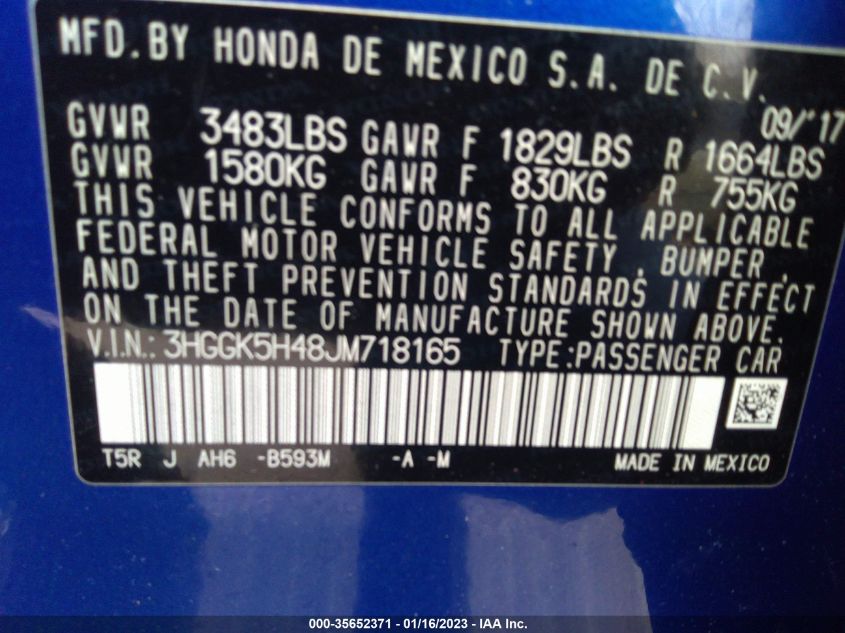 MFD. BY HONDA DE MEXICO S.A. DE C.V.
09/'17
GVWR 3483LBS GAWR F 1829LBS R 1664LBS
GVWR 1580KG GAWR F 830KG R 755KG
THIS VEHICLE CONFORMS TO ALL APPLICABLE
FEDERAL MOTOR VEHICLE SAFETY, BUMPER,
AND THEFT PREVENTION STANDARDS IN EFFECT
ON THE DATE OF MANUFACTURE SHOWN ABOVE.
V.I.N.: 3HGGK5H48JM718165 TYPE:PASSENGER CAR
T5R J AH6 -B593M -A -M MADE IN MEXICO
000-35652371 - 01/16/2023 - IAA Inc.